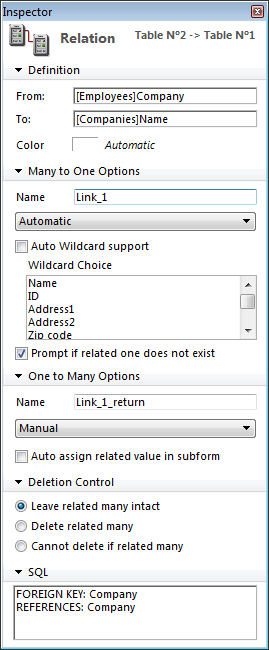 Inspector
Relation
Table Nº2 -> Table Nº1
Definition
From: [Employees]Company
To: [Companies]Name
Color Automatic
Many to One Options
Name Link_1
Automatic
Auto Wildcard support
Wildcard Choice
Name
ID
Address1
Address2
Zip code
Prompt if related one does not exist
One to Many Options
Name Link_1_return
Manual
Auto assign related value in subform
Deletion Control
Leave related many intact
Delete related many
Cannot delete if related many
SQL
FOREIGN KEY: Company
REFERENCES: Company